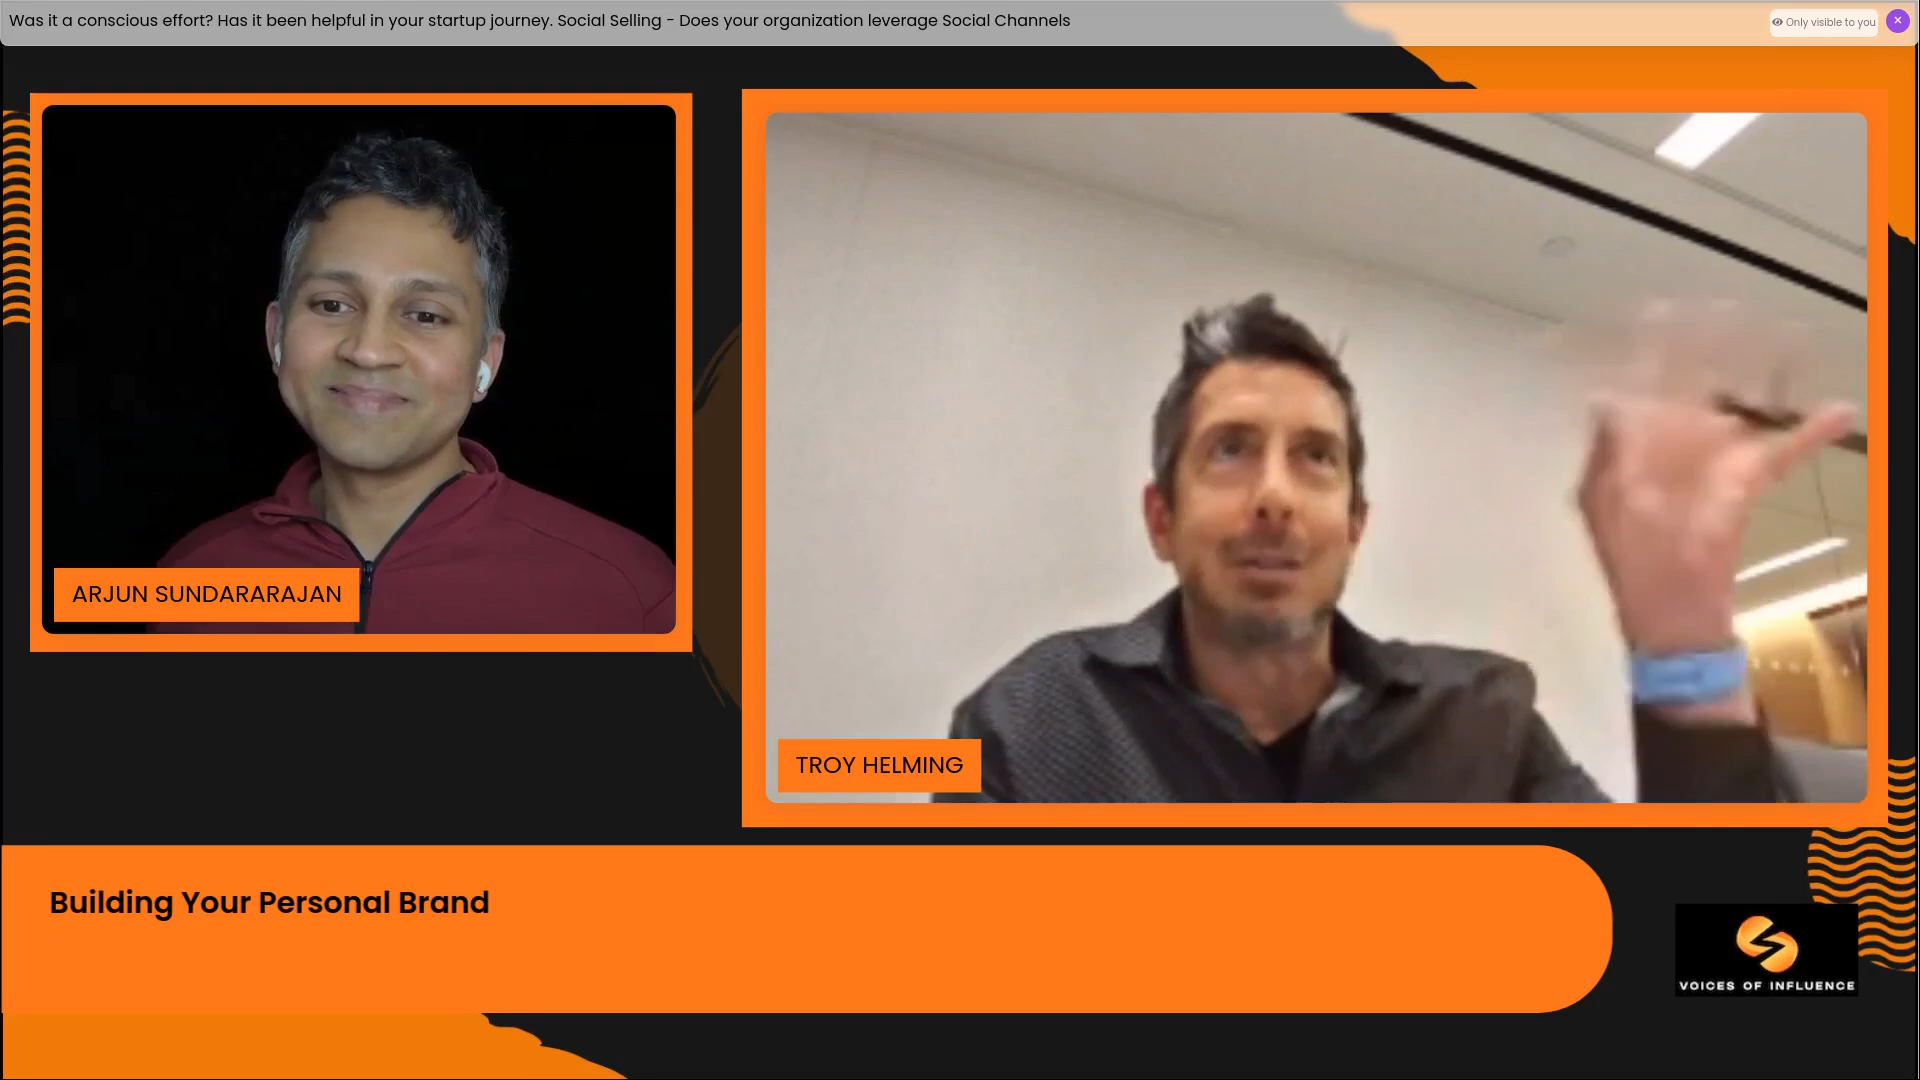 Was it a conscious effort? Has it been helpful in your startup journey. Social Selling - Does your organization leverage Social Channels
Only visible to you
ARJUN SUNDARARAJAN
TROY HELMING
Building Your Personal Brand
VOICES OF INFLUENCE